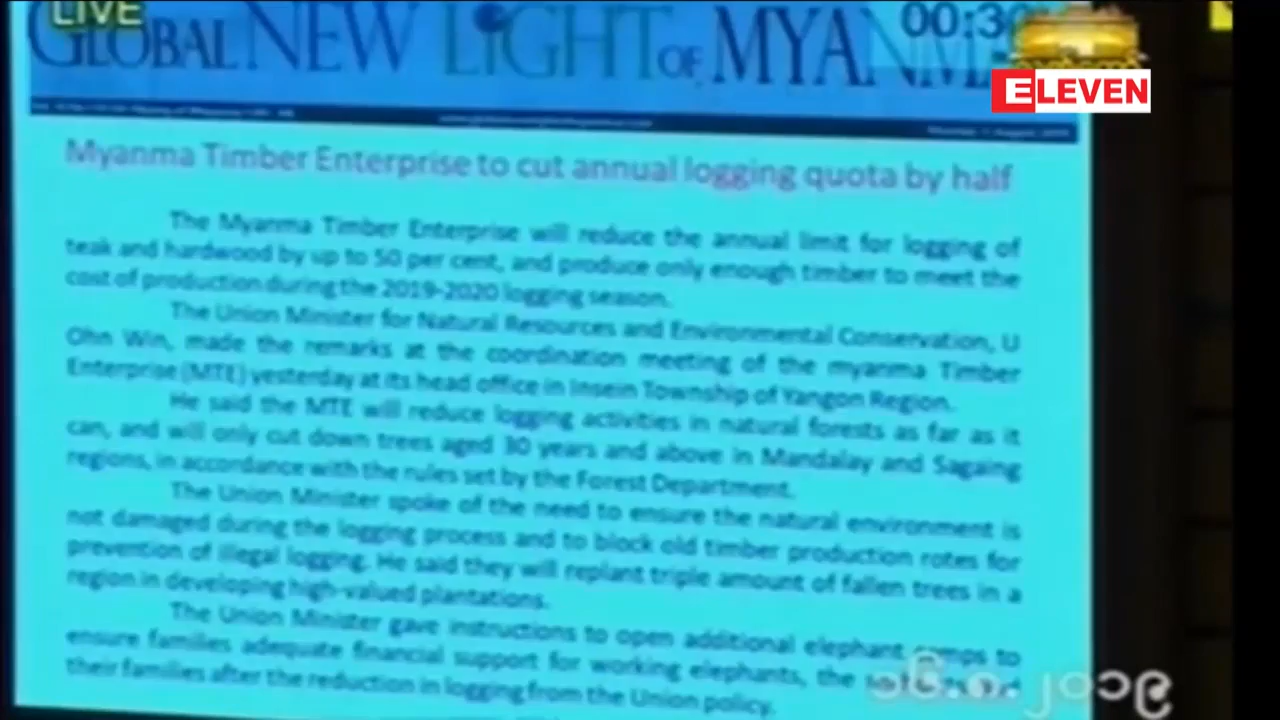 LIVE
GLOBAL NEW LIGHT OF MYANM
00:3
ELEVEN
Myanma Timber Enterprise to cut annual logging quota by half
The Myanma Timber Enterprise will reduce the annual limit for logging of
teak and hardwood by up to 50 per cent, and produce only enough timber to meet the
cost of production during the 2019-2020 logging season.
The Union Minister for Natural Resources and Environmental Conservation, U
Ohn Win, made the remarks at the coordination meeting of the myanma Timber
Enterprise (MTE) yesterday at its head office in Insein Township of Yangon Region.
He said the MTE will reduce logging activities in natural forests as far as it
can, and will only cut down trees aged 30 years and above in Mandalay and Sagaing
regions, in accordance with the rules set by the Forest Department.
The Union Minister spoke of the need to ensure the natural environment is
not damaged during the logging process and to block old timber production rotes for
prevention of illegal logging. He said they will replant triple amount of fallen trees in a
region in developing high-valued plantations.
The Union Minister gave instructions to open additional elephant camps to
ensure families adequate financial support for working elephants, the
their families after the reduction in logging from the Union policy.